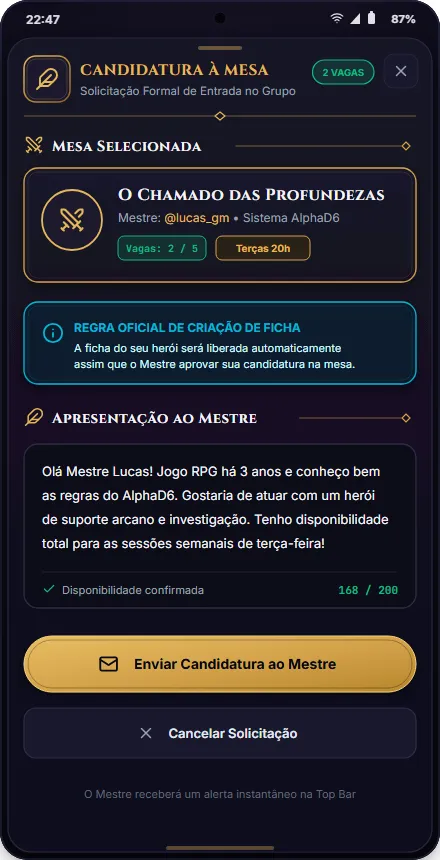 22:47
87%
CANDIDATURA À MESA
Solicitação Formal de Entrada no Grupo
2 VAGAS
MESA SELECIONADA
O CHAMADO DAS PROFUNDEZAS
Mestre: @lucas_gm • Sistema AlphaD6
Vagas: 2 / 5
Terças 20h
REGRA OFICIAL DE CRIAÇÃO DE FICHA
A ficha do seu herói será liberada automaticamente
assim que o Mestre aprovar sua candidatura na mesa.
APRESENTAÇÃO AO MESTRE
Olá Mestre Lucas! Jogo RPG há 3 anos e conheço bem
as regras do AlphaD6. Gostaria de atuar com um herói
de suporte arcano e investigação. Tenho disponibilidade
total para as sessões semanais de terça-feira!
Disponibilidade confirmada
168 / 200
Enviar Candidatura ao Mestre
Cancelar Solicitação
O Mestre receberá um alerta instantâneo na Top Bar